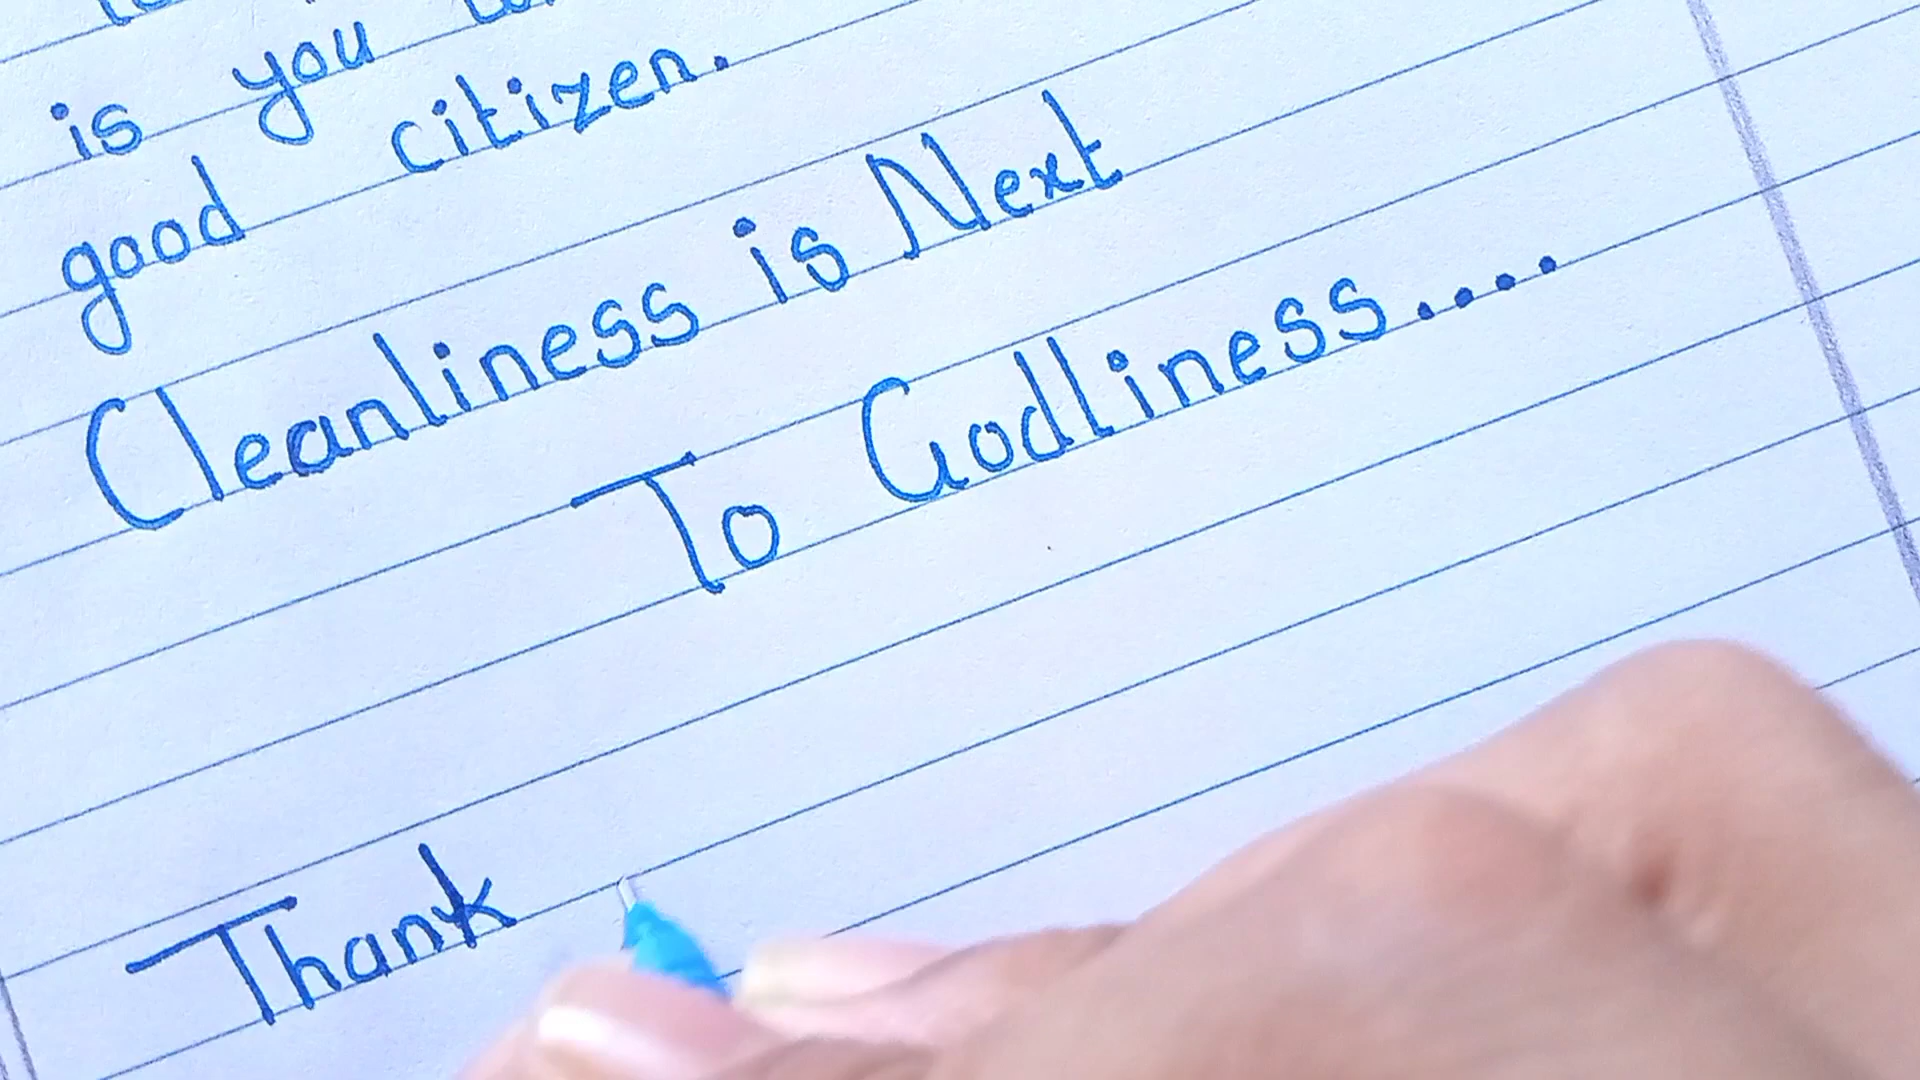 is you
good citizen.
Cleanliness is Next
To Godliness....
Thank